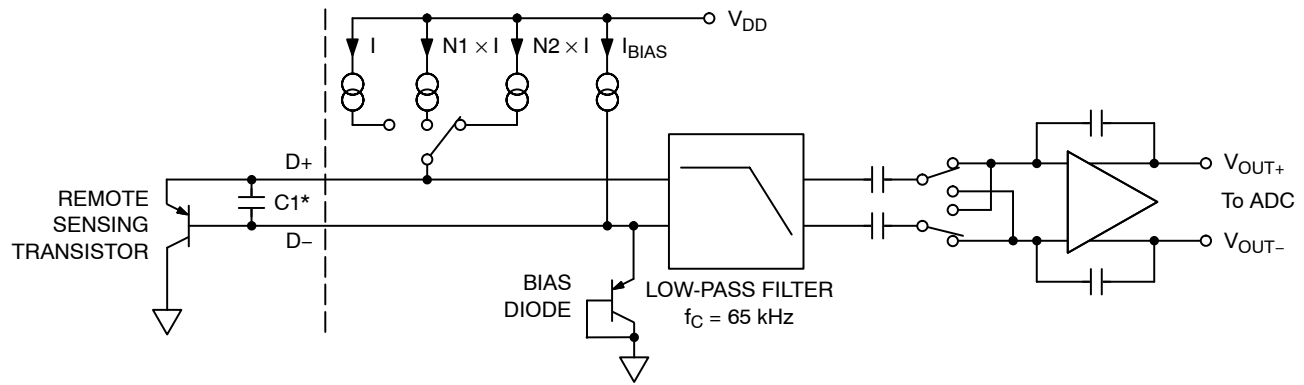 V_DD
I
N1 × I
N2 × I
I_BIAS
D+
C1*
D−
REMOTE
SENSING
TRANSISTOR
BIAS
DIODE
LOW-PASS FILTER
f_C = 65 kHz
V_OUT+
To ADC
V_OUT−